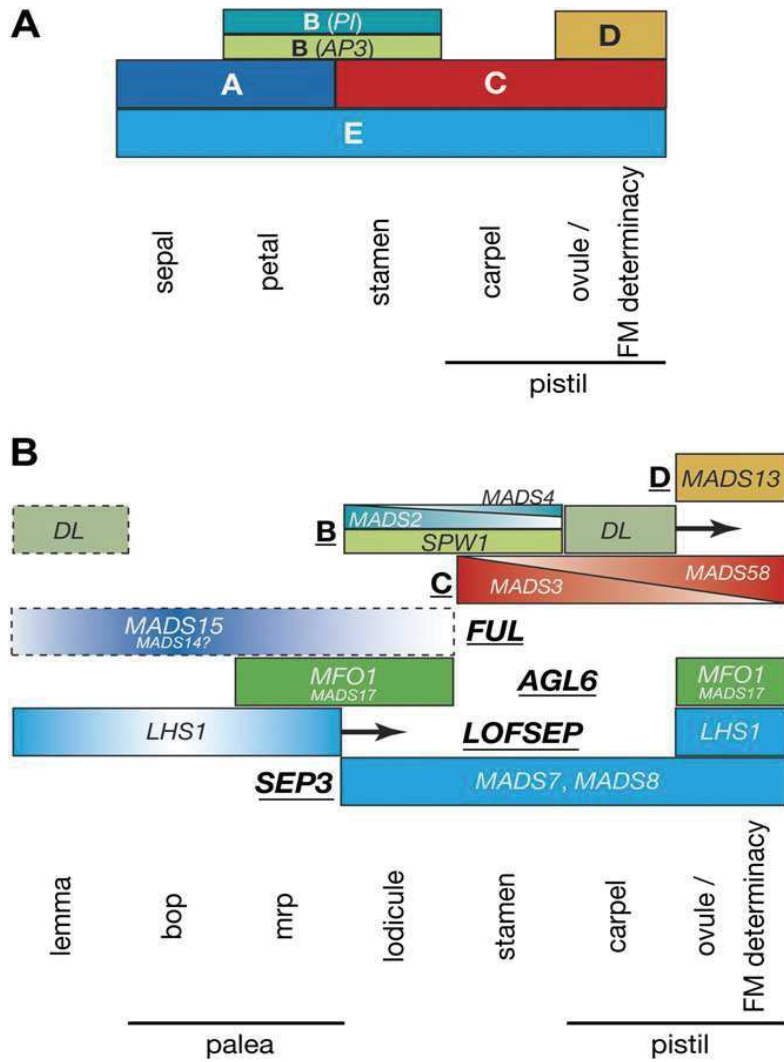 A
B (PI)
B (AP3)
D
A
C
E
sepal
petal
stamen
carpel
ovule /
FM determinacy
pistil
B
D
MADS13
DL
B
MADS4
MADS2
SPW1
DL
C
MADS3
MADS58
MADS15
MADS14?
FUL
MFO1
MADS17
AGL6
MFO1
MADS17
LHS1
LOFSEP
LHS1
SEP3
MADS7, MADS8
lemma
bop
mrp
lodicule
stamen
carpel
ovule /
FM determinacy
palea
pistil